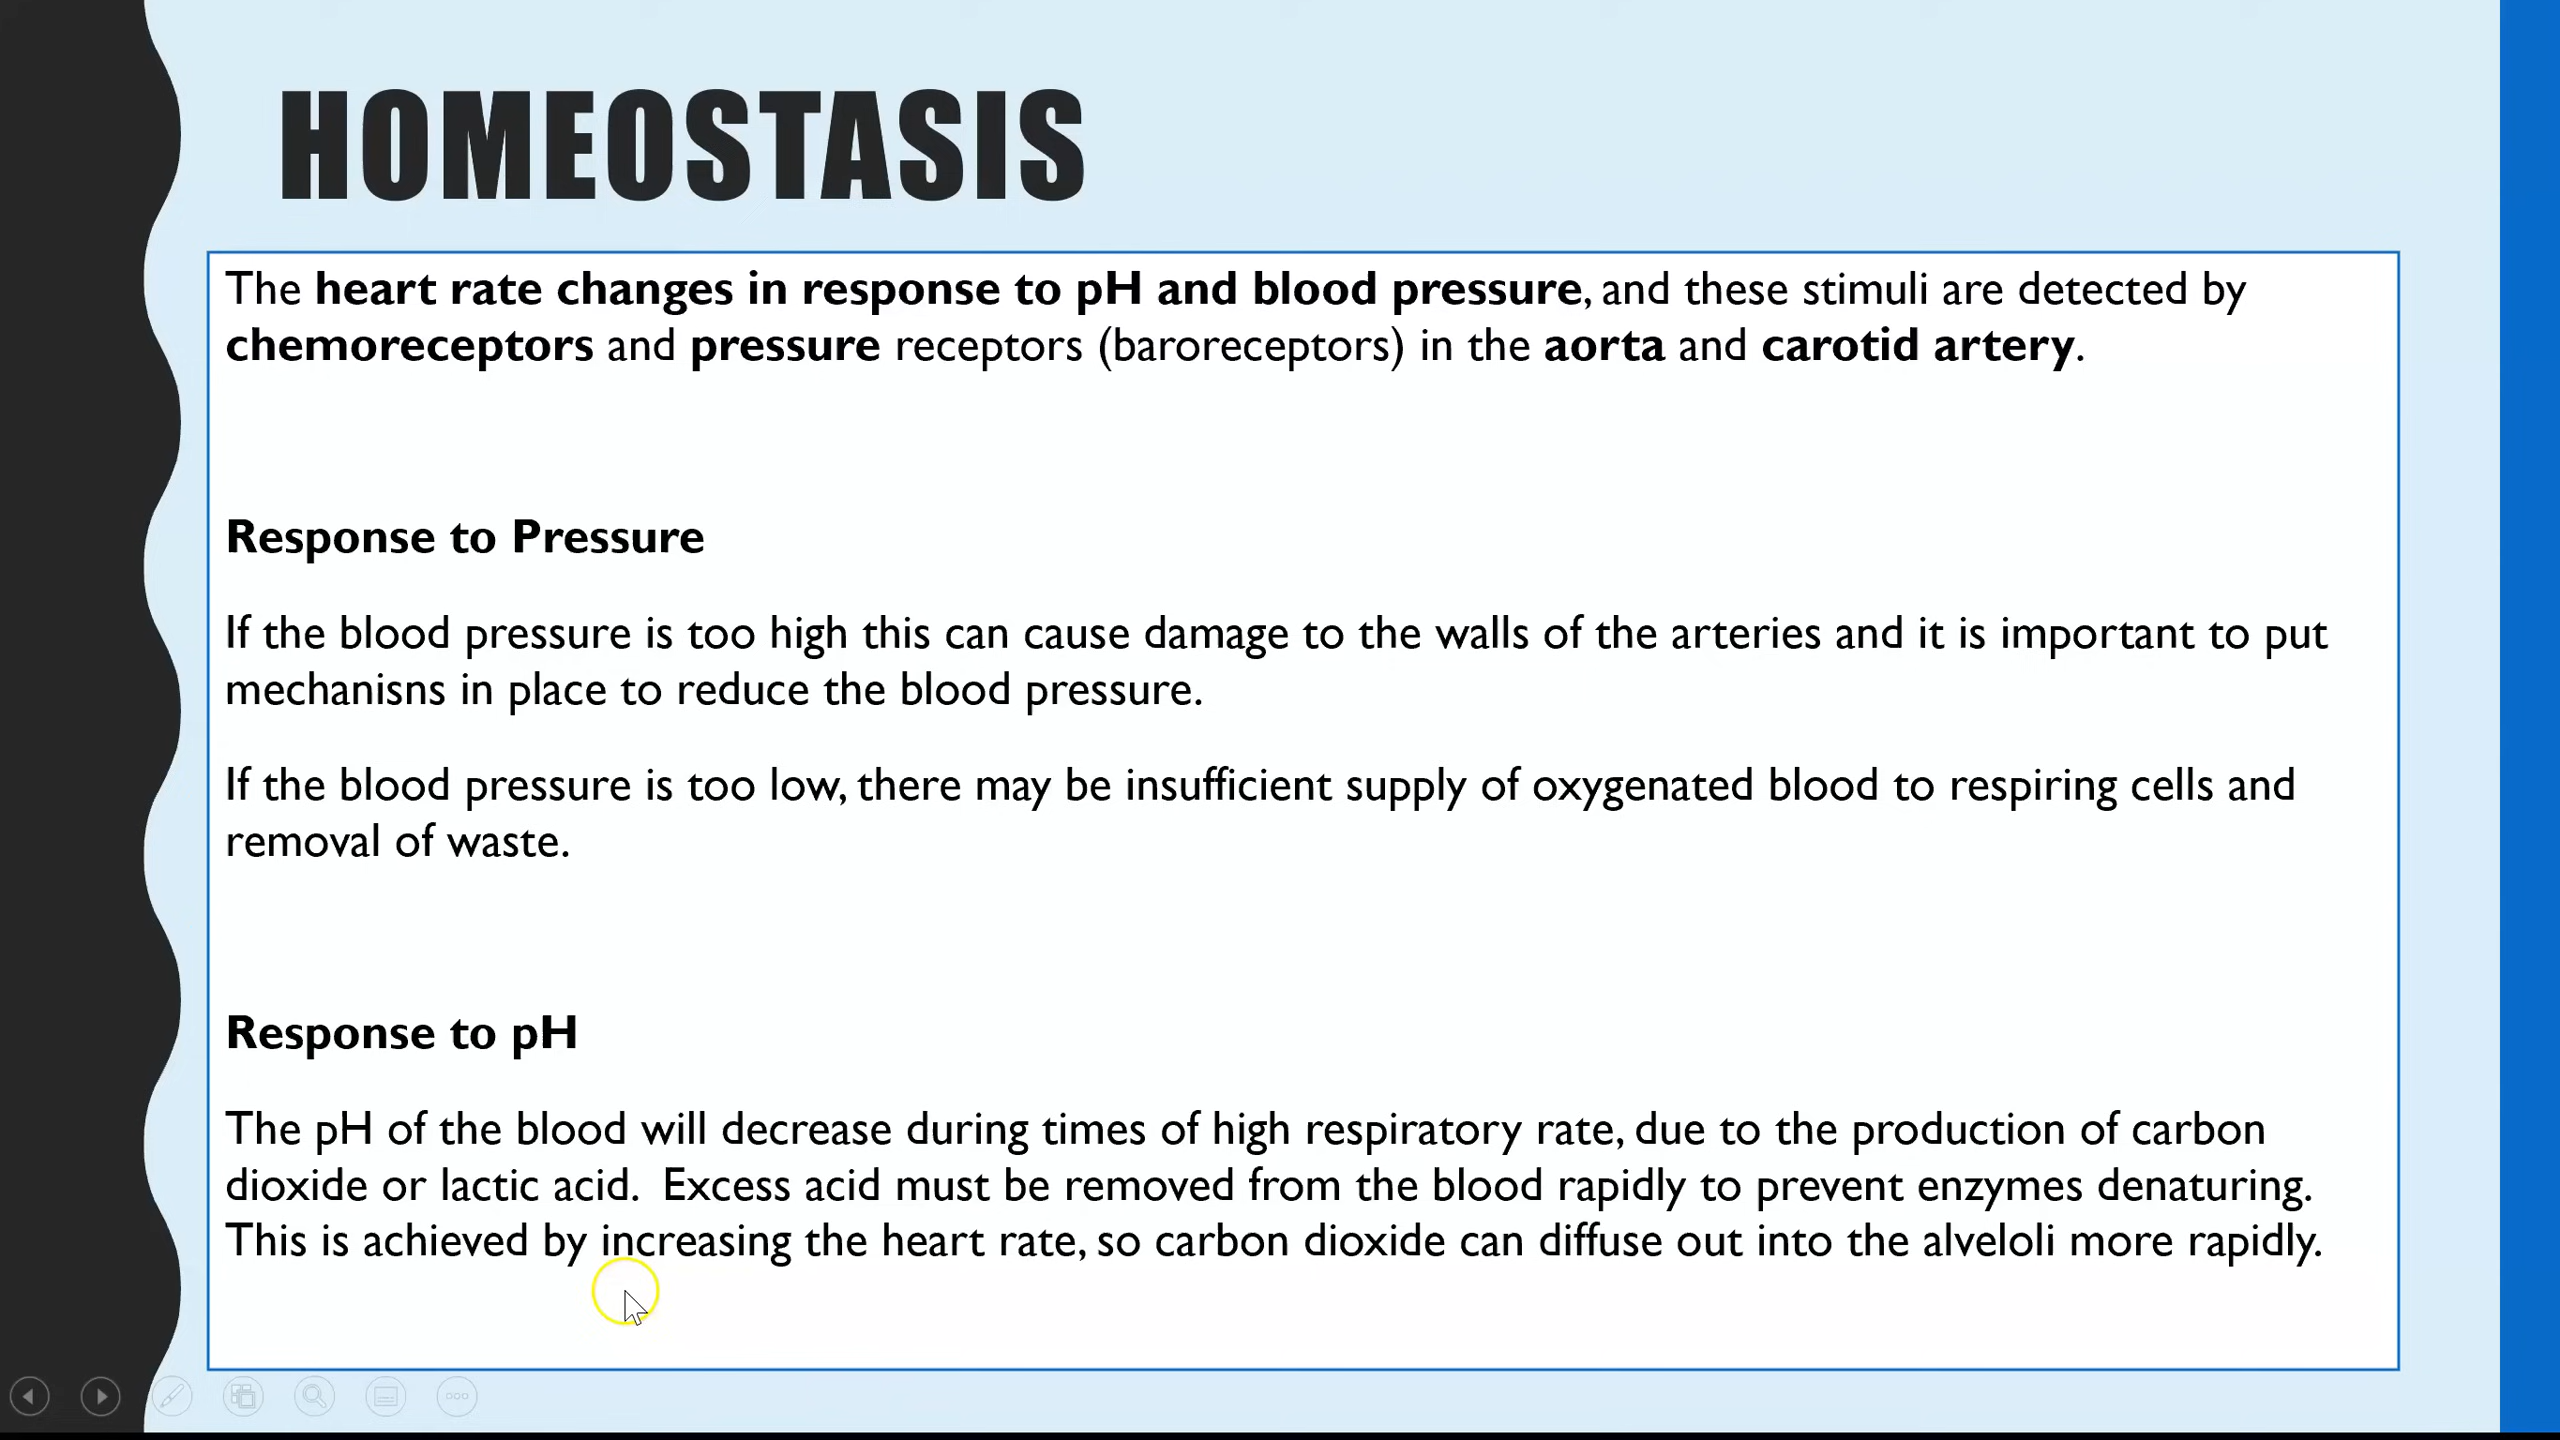 HOMEOSTASIS
The heart rate changes in response to pH and blood pressure, and these stimuli are detected by
chemoreceptors and pressure receptors (baroreceptors) in the aorta and carotid artery.
Response to Pressure
If the blood pressure is too high this can cause damage to the walls of the arteries and it is important to put
mechanisns in place to reduce the blood pressure.
If the blood pressure is too low, there may be insufficient supply of oxygenated blood to respiring cells and
removal of waste.
Response to pH
The pH of the blood will decrease during times of high respiratory rate, due to the production of carbon
dioxide or lactic acid.  Excess acid must be removed from the blood rapidly to prevent enzymes denaturing.
This is achieved by increasing the heart rate, so carbon dioxide can diffuse out into the alveloli more rapidly.